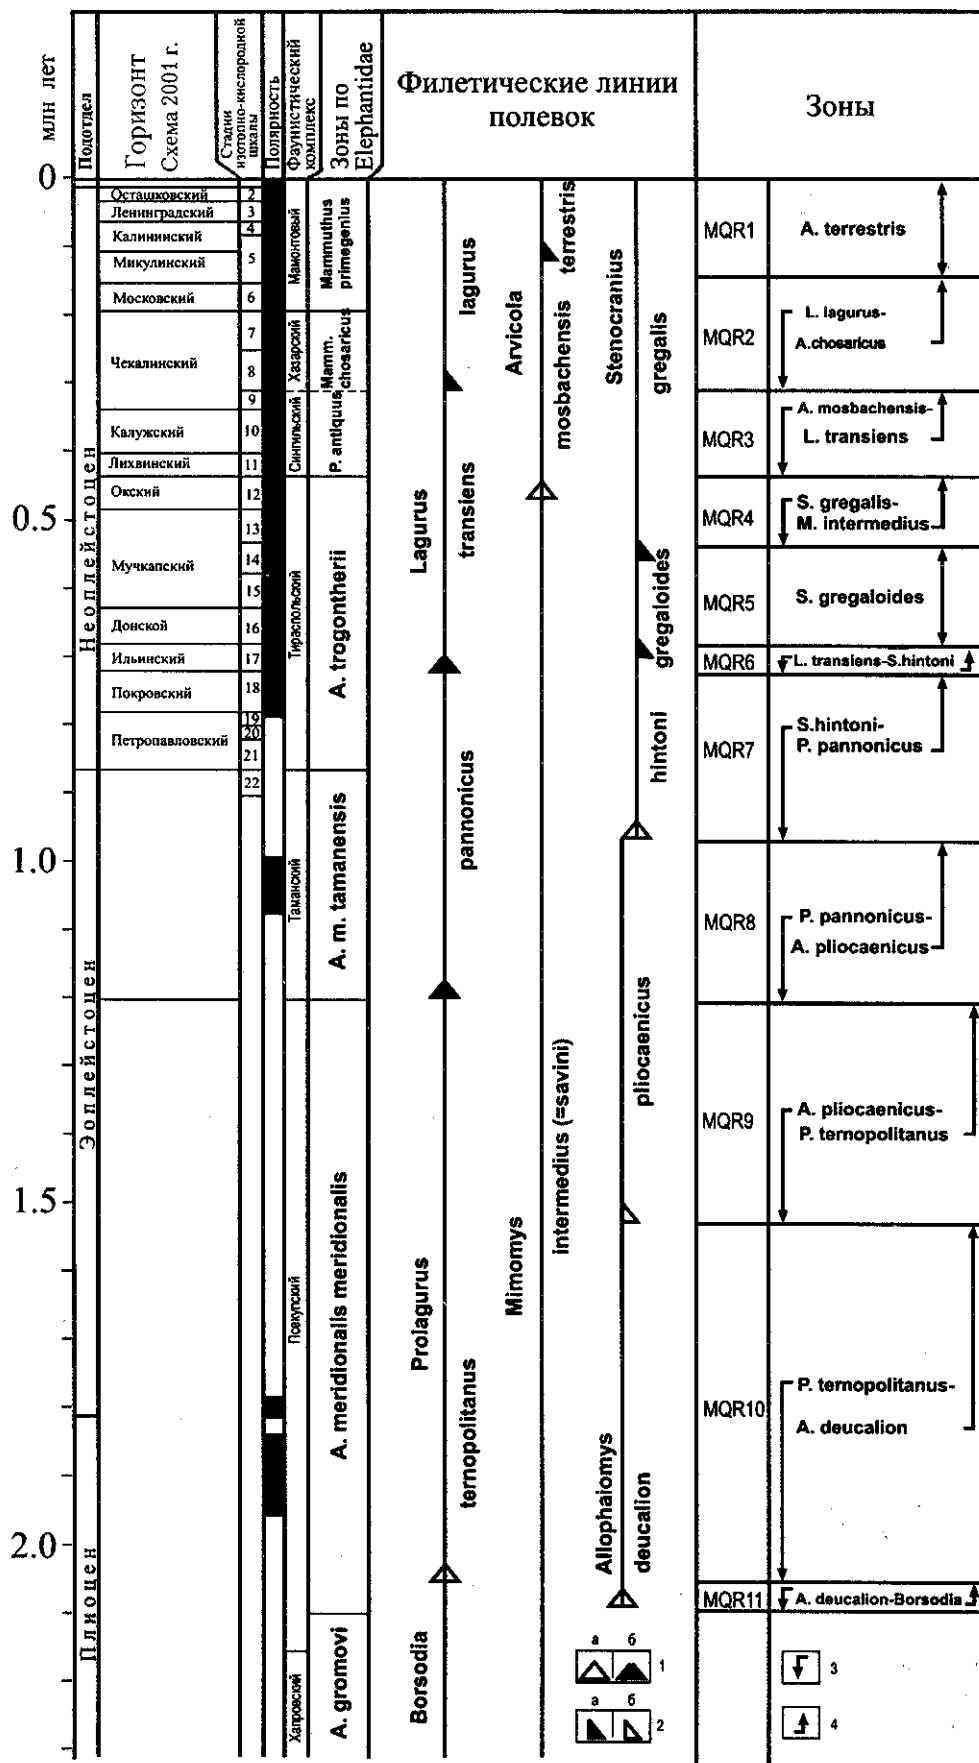 млн лет
Подотдел
Горизонт
Схема 2001 г.
Стадии
изотопно-кислородной
шкалы
Полярность
Фаунистический
комплекс
Зоны по
Elephantidae
Филетические линии
полевок
Зоны
0
0.5
1.0
1.5
2.0
Неоплейстоцен
Эоплейстоцен
Плиоцен
Осташковский
Ленинградский
Калининский
Микулинский
Московский
Чекалинский
Калужский
Лихвинский
Окский
Мучкапский
Донской
Ильинский
Покровский
Петропавловский
2
3
4
5
6
7
8
9
10
11
12
13
14
15
16
17
18
19
20
21
22
Мамонтовый
Хазарский
Сингильский
Тираспольский
Таманский
Псекупский
Хапровский
Mammuthus
primegenius
Mamm.
chosaricus
P. antiquus
A. trogontherii
A. m. tamanensis
A. meridionalis meridionalis
A. gromovi
lagurus
Lagurus
transiens
pannonicus
Prolagurus
ternopolitanus
Borsodia
terrestris
Arvicola
mosbachensis
intermedius (=savini)
Mimomys
Stenocranius
gregalis
gregaloides
hintoni
pliocaenicus
Allophaiomys
deucalion
MQR1
A. terrestris
MQR2
L. lagurus-
A.chosaricus
MQR3
A. mosbachensis-
L. transiens
MQR4
S. gregalis-
M. intermedius
MQR5
S. gregaloides
MQR6
L. transiens-S.hintoni
MQR7
S.hintoni-
P. pannonicus
MQR8
P. pannonicus-
A. pliocaenicus
MQR9
A. pliocaenicus-
P. ternopolitanus
MQR10
P. ternopolitanus-
A. deucalion
MQR11
A. deucalion-Borsodia
а б
1
а б
2
3
4